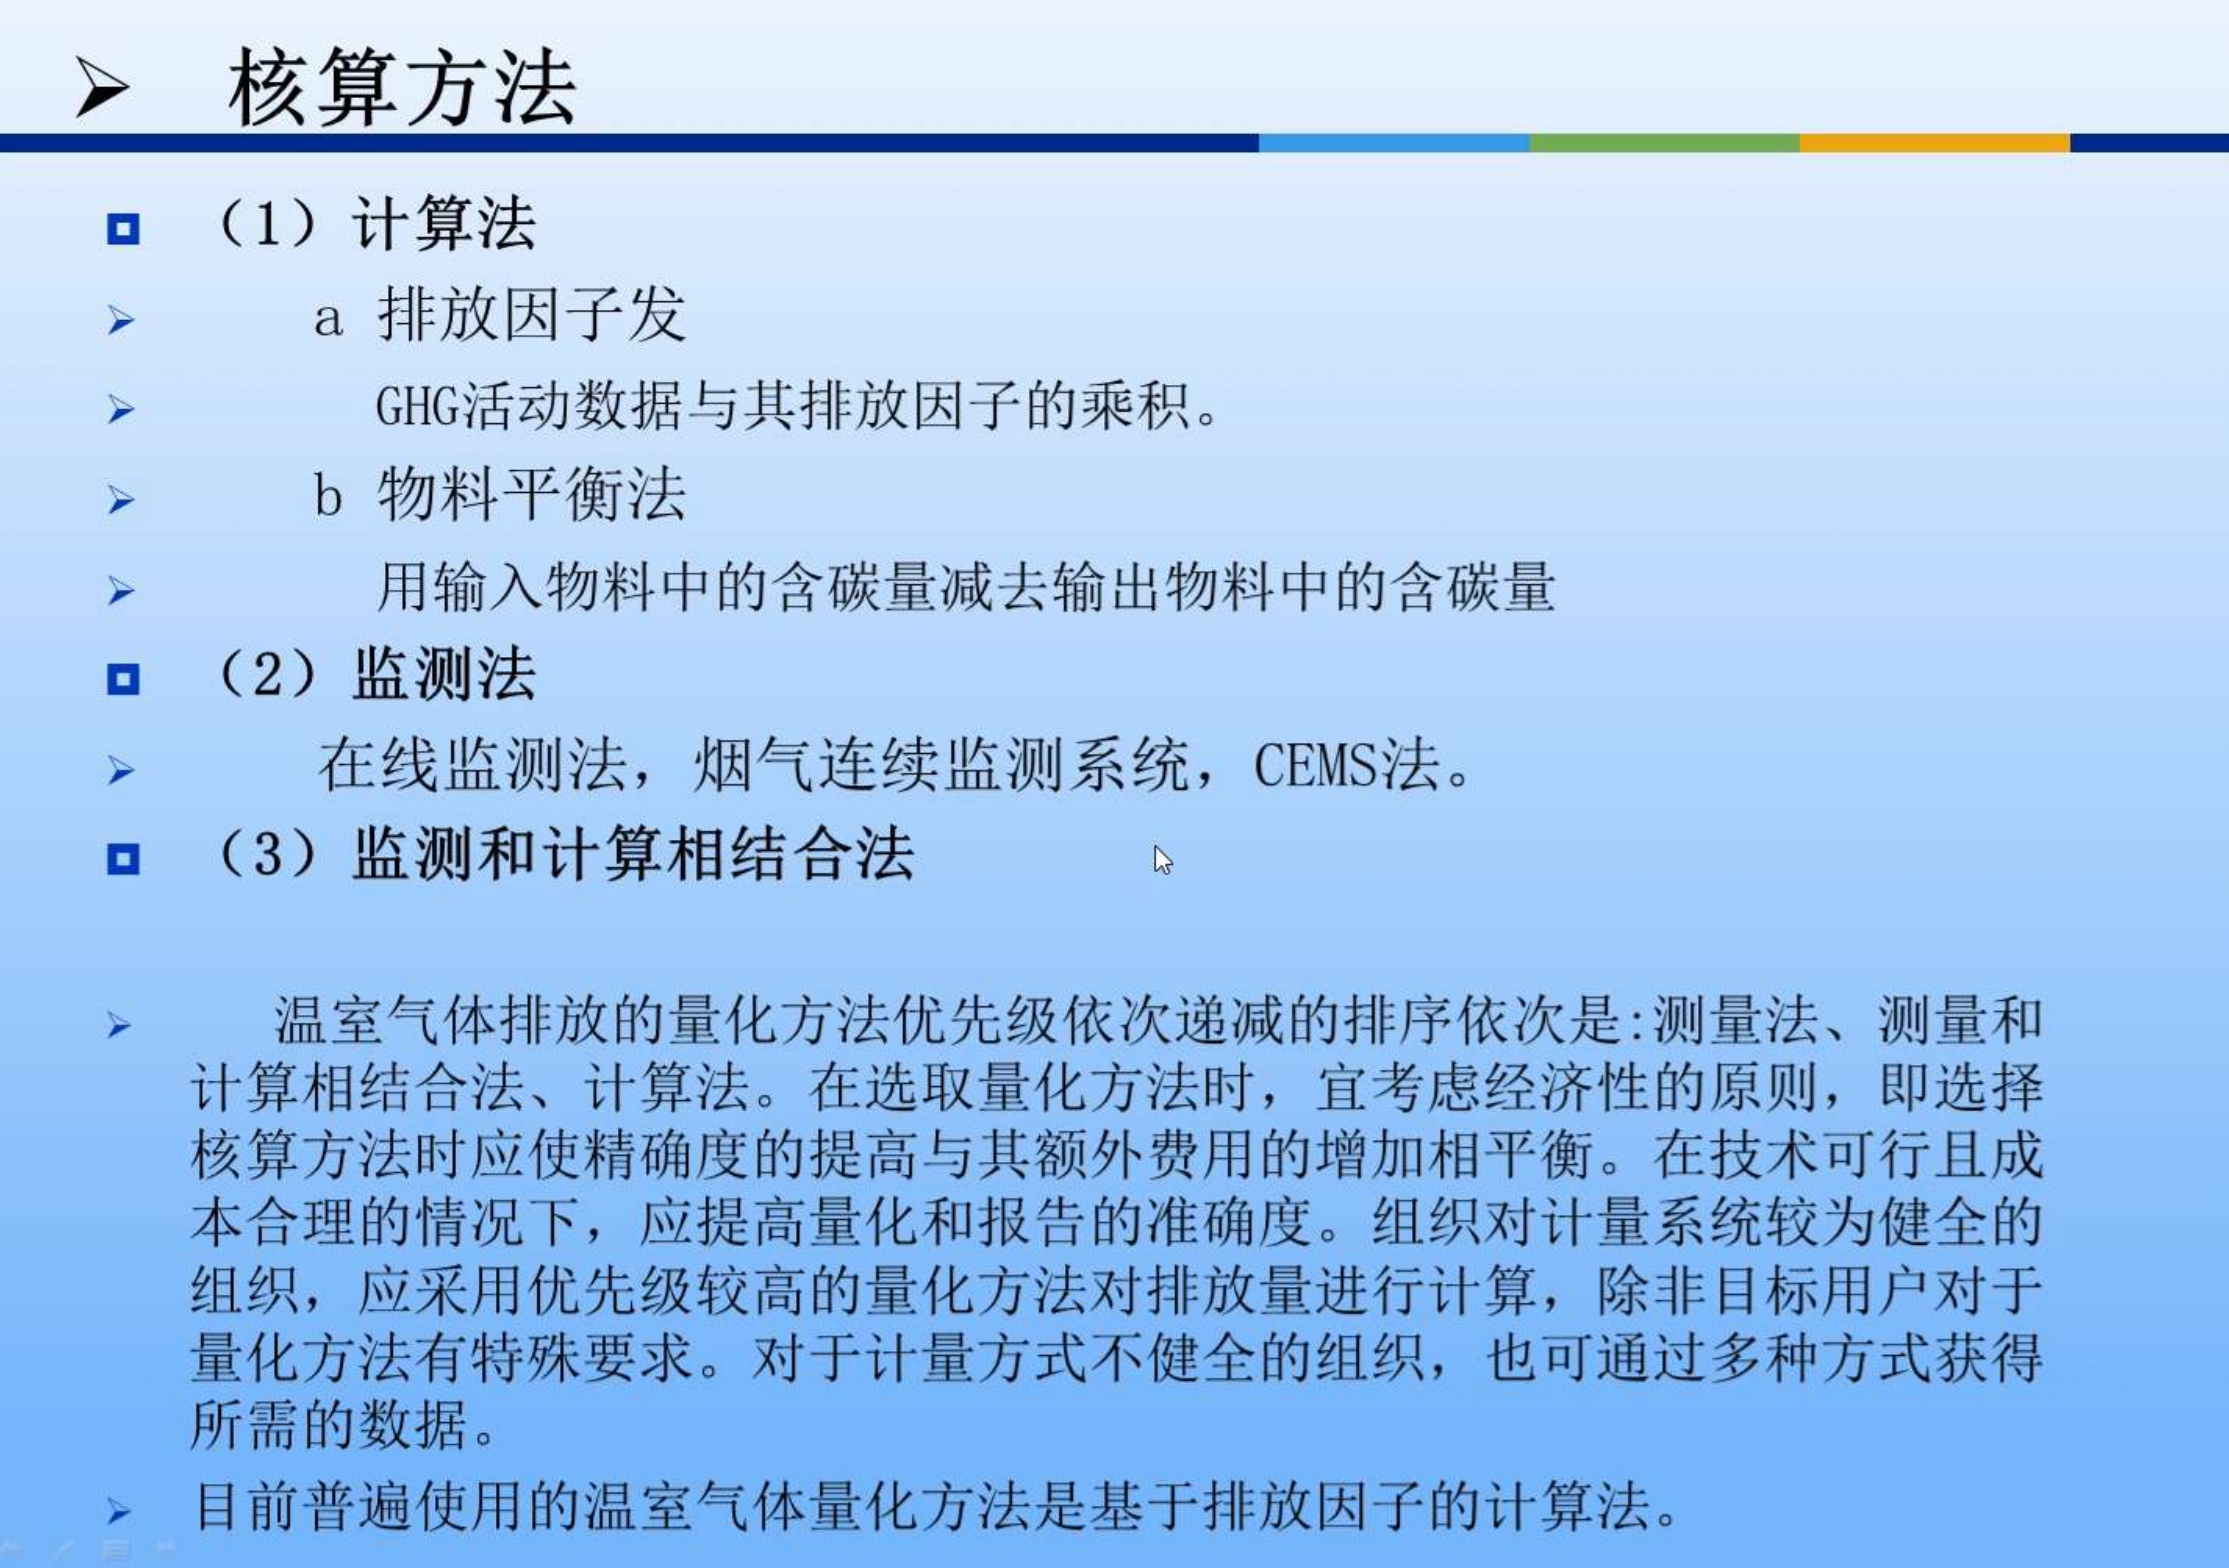 核算方法
（1）计算法
a 排放因子发
GHG活动数据与其排放因子的乘积。
b 物料平衡法
用输入物料中的含碳量减去输出物料中的含碳量
（2）监测法
在线监测法，烟气连续监测系统，CEMS法。
（3）监测和计算相结合法
温室气体排放的量化方法优先级依次递减的排序依次是:测量法、测量和
计算相结合法、计算法。在选取量化方法时，宜考虑经济性的原则，即选择
核算方法时应使精确度的提高与其额外费用的增加相平衡。在技术可行且成
本合理的情况下，应提高量化和报告的准确度。组织对计量系统较为健全的
组织，应采用优先级较高的量化方法对排放量进行计算，除非目标用户对于
量化方法有特殊要求。对于计量方式不健全的组织，也可通过多种方式获得
所需的数据。
目前普遍使用的温室气体量化方法是基于排放因子的计算法。